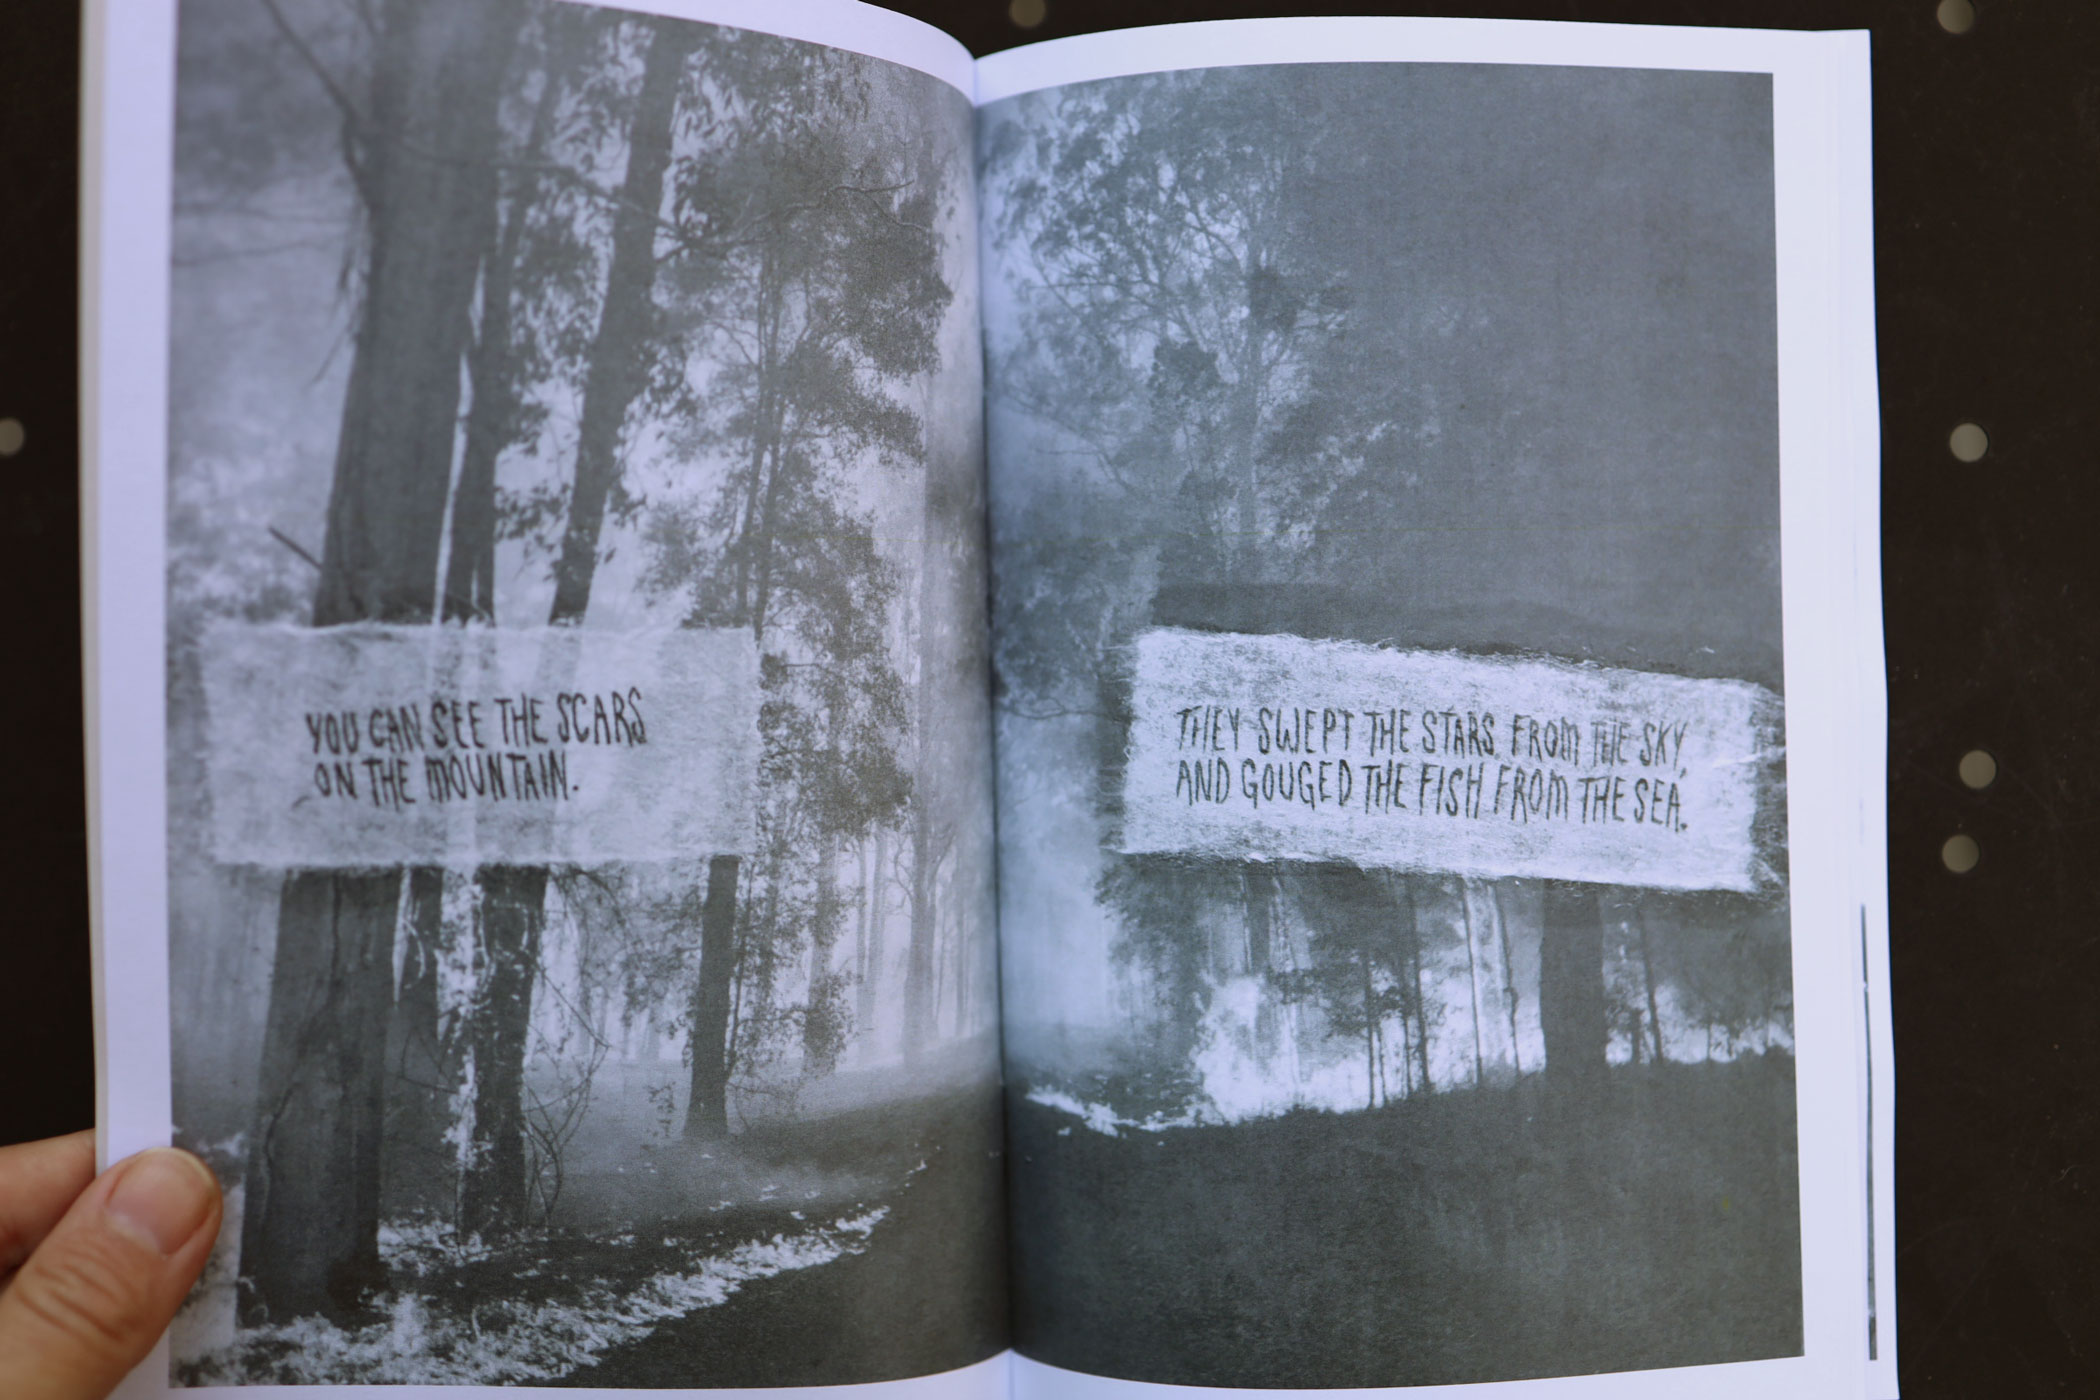 YOU CAN SEE THE SCARS
ON THE MOUNTAIN.
THEY SWEPT THE STARS FROM THE SKY,
AND GOUGED THE FISH FROM THE SEA.